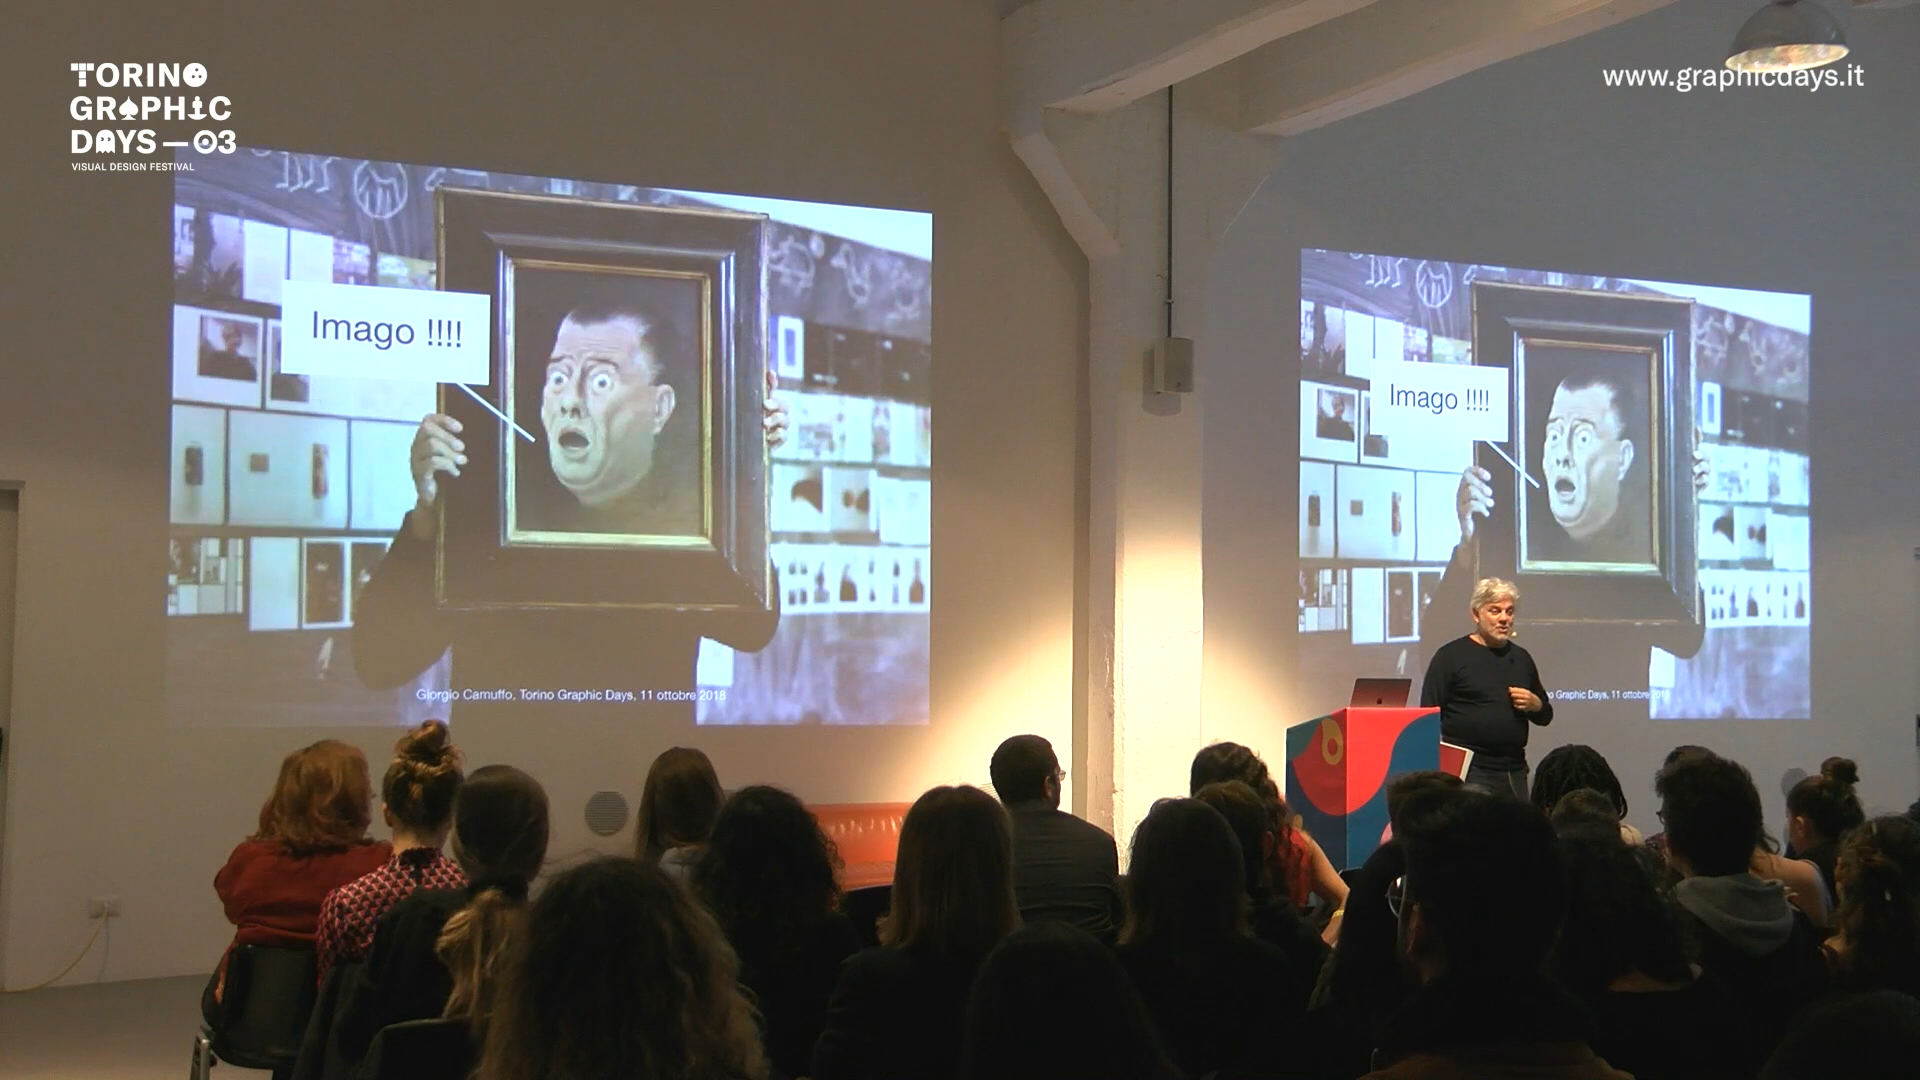 TORINO
GRAPHIC
DAYS—03
VISUAL DESIGN FESTIVAL
www.graphicdays.it
Imago !!!!
Giorgio Camuffo, Torino Graphic Days, 11 ottobre 2018
Imago !!!!
Graphic Days, 11 ottobre